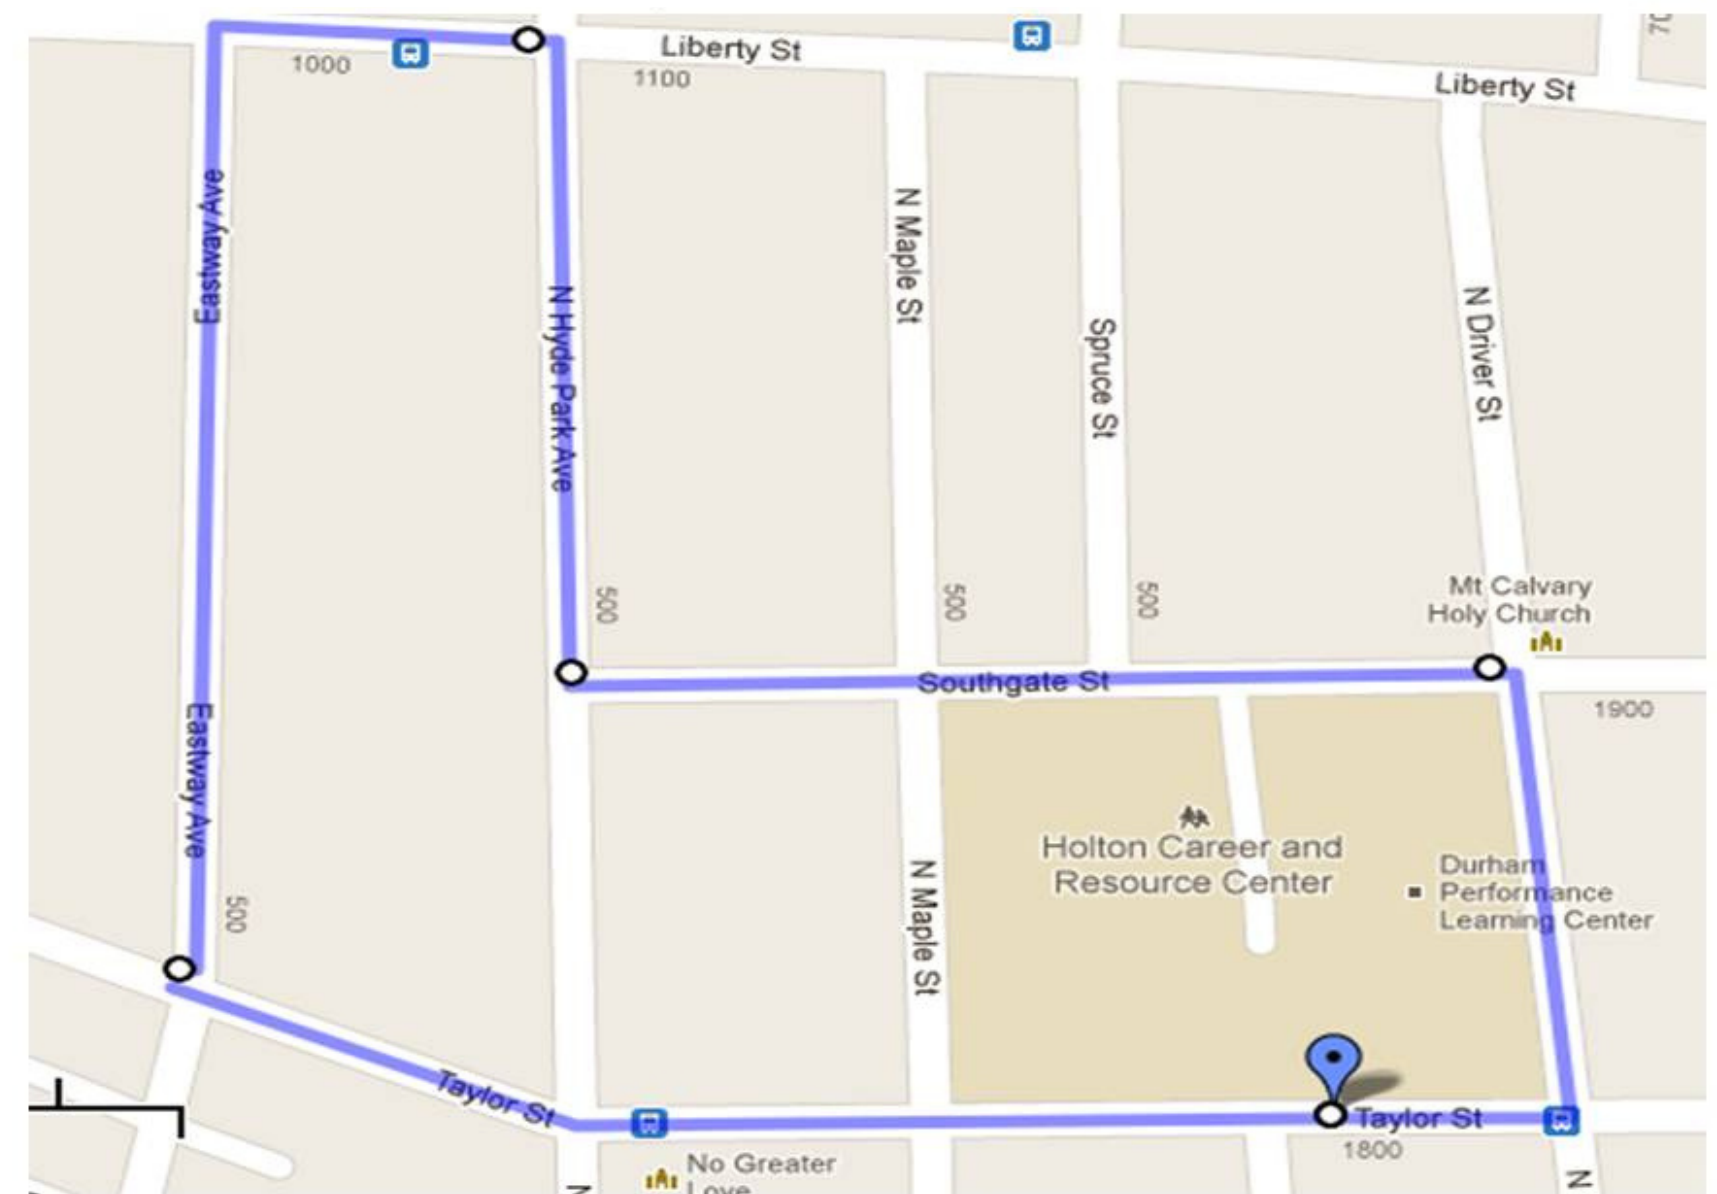 Liberty St
1000
1100
Liberty St
Eastway Ave
N Maple St
N Hyde Park Ave
N Driver St
Spruce St
500
500
500
Mt Calvary
Holy Church
Southgate St
1900
Eastway Ave
Holton Career and
Resource Center
Durham
Performance
Learning Center
500
N Maple St
Taylor St
Taylor St
1800
No Greater
Love
N
N